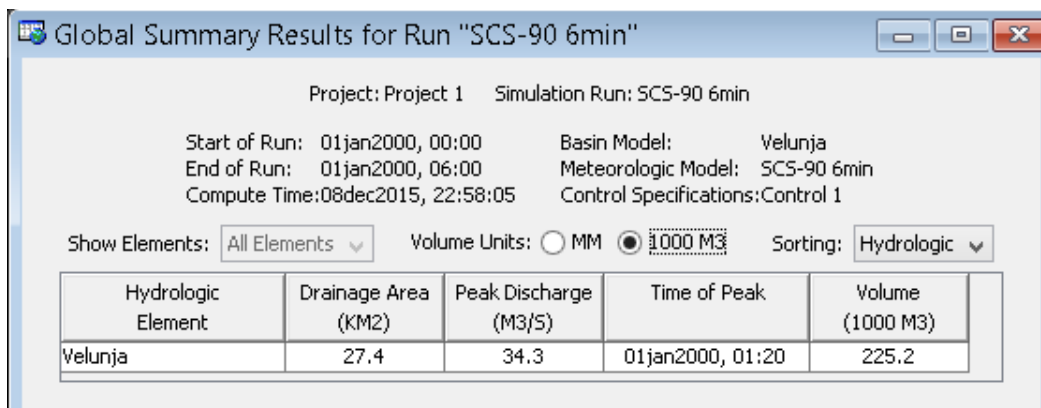 Global Summary Results for Run "SCS-90 6min"
Project: Project 1 Simulation Run: SCS-90 6min
Start of Run: 01jan2000, 00:00 Basin Model: Velunja
End of Run: 01jan2000, 06:00 Meteorologic Model: SCS-90 6min
Compute Time:08dec2015, 22:58:05 Control Specifications:Control 1
Show Elements: All Elements Volume Units: MM 1000 M3 Sorting: Hydrologic
Hydrologic Drainage Area Peak Discharge Time of Peak Volume
Element (KM2) (M3/S) (1000 M3)
Velunja 27.4 34.3 01jan2000, 01:20 225.2